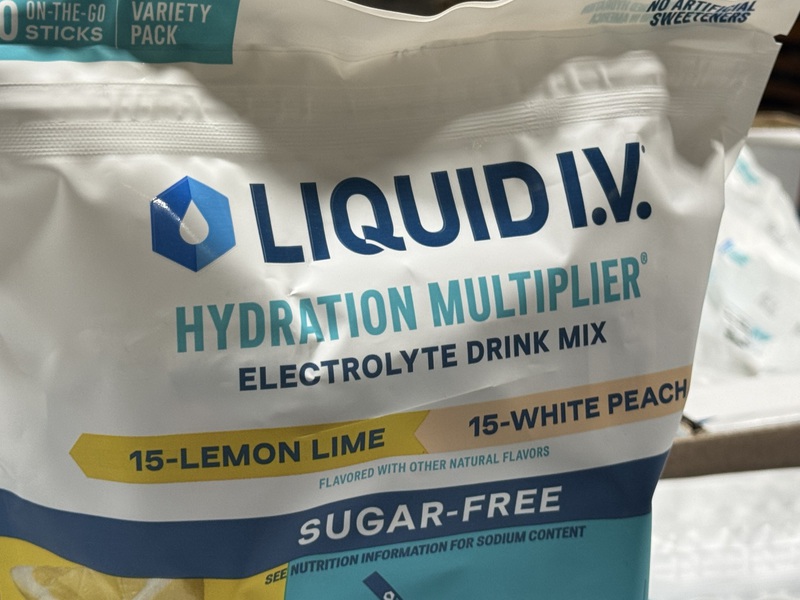 0 ON-THE-GO STICKS
VARIETY PACK
NO ARTIFICIAL
SWEETENERS
LIQUID I.V.
HYDRATION MULTIPLIER®
ELECTROLYTE DRINK MIX
15-LEMON LIME
15-WHITE PEACH
FLAVORED WITH OTHER NATURAL FLAVORS
SUGAR-FREE
SEE NUTRITION INFORMATION FOR SODIUM CONTENT